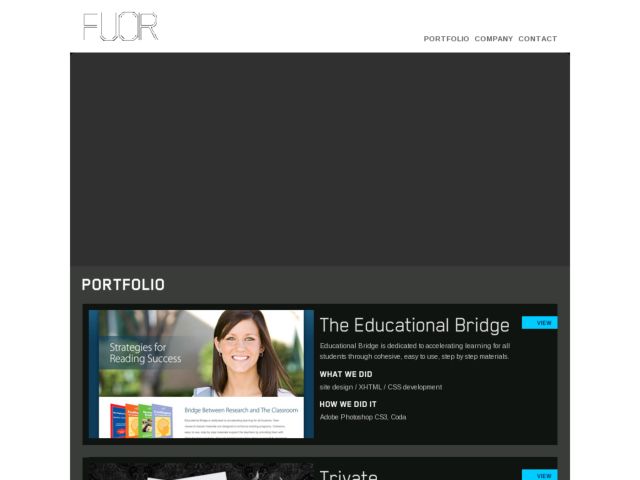 FUOR
PORTFOLIO COMPANY CONTACT
PORTFOLIO
Strategies for
Reading Success
Bridge Between Research and The Classroom
The Educational Bridge
VIEW
Educational Bridge is dedicated to accelerating learning for all
students through cohesive, easy to use, step by step materials.
WHAT WE DID
site design / XHTML / CSS development
HOW WE DID IT
Adobe Photoshop CS3, Coda
Trivate
VIEW